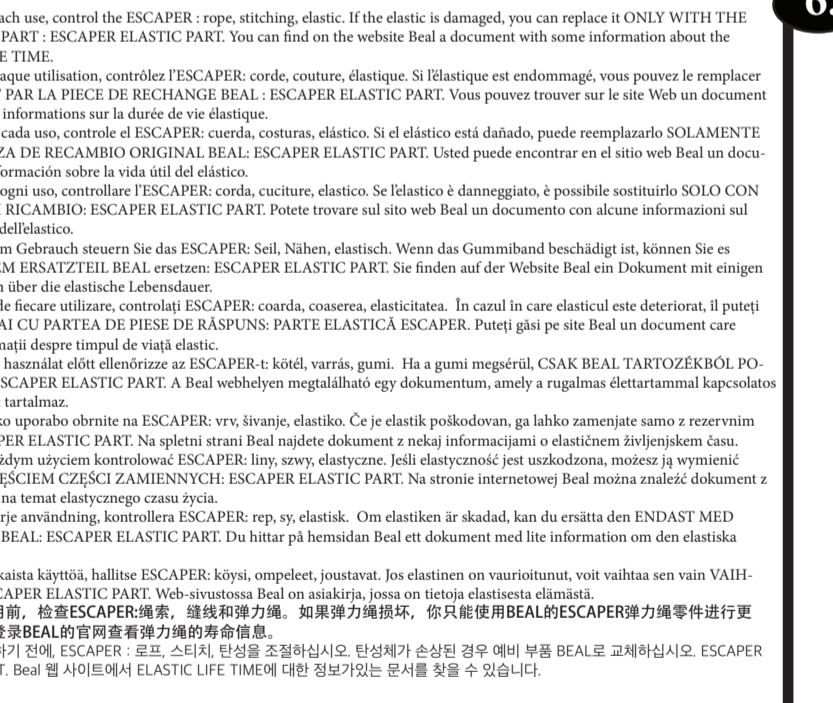 ach use, control the ESCAPER : rope, stitching, elastic. If the elastic is damaged, you can replace it ONLY WITH THE
PART : ESCAPER ELASTIC PART. You can find on the website Beal a document with some information about the
E TIME.
aque utilisation, contrôlez l'ESCAPER: corde, couture, élastique. Si l'élastique est endommagé, vous pouvez le remplacer
PAR LA PIECE DE RECHANGE BEAL : ESCAPER ELASTIC PART. Vous pouvez trouver sur le site Web un document
informations sur la durée de vie élastique.
cada uso, controle el ESCAPER: cuerda, costuras, elástico. Si el elástico está dañado, puede reemplazarlo SOLAMENTE
ZA DE RECAMBIO ORIGINAL BEAL: ESCAPER ELASTIC PART. Usted puede encontrar en el sitio web Beal un docu-
formación sobre la vida útil del elástico.
ogni uso, controllare l'ESCAPER: corda, cuciture, elastico. Se l'elastico è danneggiato, è possibile sostituirlo SOLO CON
I RICAMBIO: ESCAPER ELASTIC PART. Potete trovare sul sito web Beal un documento con alcune informazioni sul
dell'elastico.
m Gebrauch steuern Sie das ESCAPER: Seil, Nähen, elastisch. Wenn das Gummiband beschädigt ist, können Sie es
EM ERSATZTEIL BEAL ersetzen: ESCAPER ELASTIC PART. Sie finden auf der Website Beal ein Dokument mit einigen
n über die elastische Lebensdauer.
de fiecare utilizare, controlați ESCAPER: coarda, coaserea, elasticitatea. În cazul în care elasticul este deteriorat, îl puteți
AI CU PARTEA DE PIESE DE RĂSPUNS: PARTE ELASTICĂ ESCAPER. Puteți găsi pe site Beal un document care
mații despre timpul de viață elastic.
használat előtt ellenőrizze az ESCAPER-t: kötél, varrás, gumi. Ha a gumi megsérül, CSAK BEAL TARTOZÉKBÓL PO-
SCAPER ELASTIC PART. A Beal webhelyen megtalálható egy dokumentum, amely a rugalmas élettartammal kapcsolatos
tartalmaz.
ko uporabo obrnite na ESCAPER: vrv, šivanje, elastiko. Če je elastik poškodovan, ga lahko zamenjate samo z rezervnim
PER ELASTIC PART. Na spletni strani Beal najdete dokument z nekaj informacijami o elastičnem življenjskem času.
żdym użyciem kontrolować ESCAPER: liny, szwy, elastyczne. Jeśli elastyczność jest uszkodzona, możesz ją wymienić
ĘŚCIEM CZĘŚCI ZAMIENNYCH: ESCAPER ELASTIC PART. Na stronie internetowej Beal można znaleźć dokument z
na temat elastycznego czasu życia.
rje användning, kontrollera ESCAPER: rep, sy, elastisk. Om elastiken är skadad, kan du ersätta den ENDAST MED
BEAL: ESCAPER ELASTIC PART. Du hittar på hemsidan Beal ett dokument med lite information om den elastiska
kaista käyttöä, hallitse ESCAPER: köysi, ompeleet, joustavat. Jos elastinen on vaurioitunut, voit vaihtaa sen vain VAIH-
CAPER ELASTIC PART. Web-sivustossa Beal on asiakirja, jossa on tietoja elastisesta elämästä.
用前，检查ESCAPER:绳索，缝线和弹力绳。如果弹力绳损坏，你只能使用BEAL的ESCAPER弹力绳零件进行更
登录BEAL的官网查看弹力绳的寿命信息。
하기 전에, ESCAPER : 로프, 스티치, 탄성을 조절하십시오. 탄성체가 손상된 경우 예비 부품 BEAL로 교체하십시오. ESCAPER
T. Beal 웹 사이트에서 ELASTIC LIFE TIME에 대한 정보가있는 문서를 찾을 수 있습니다.